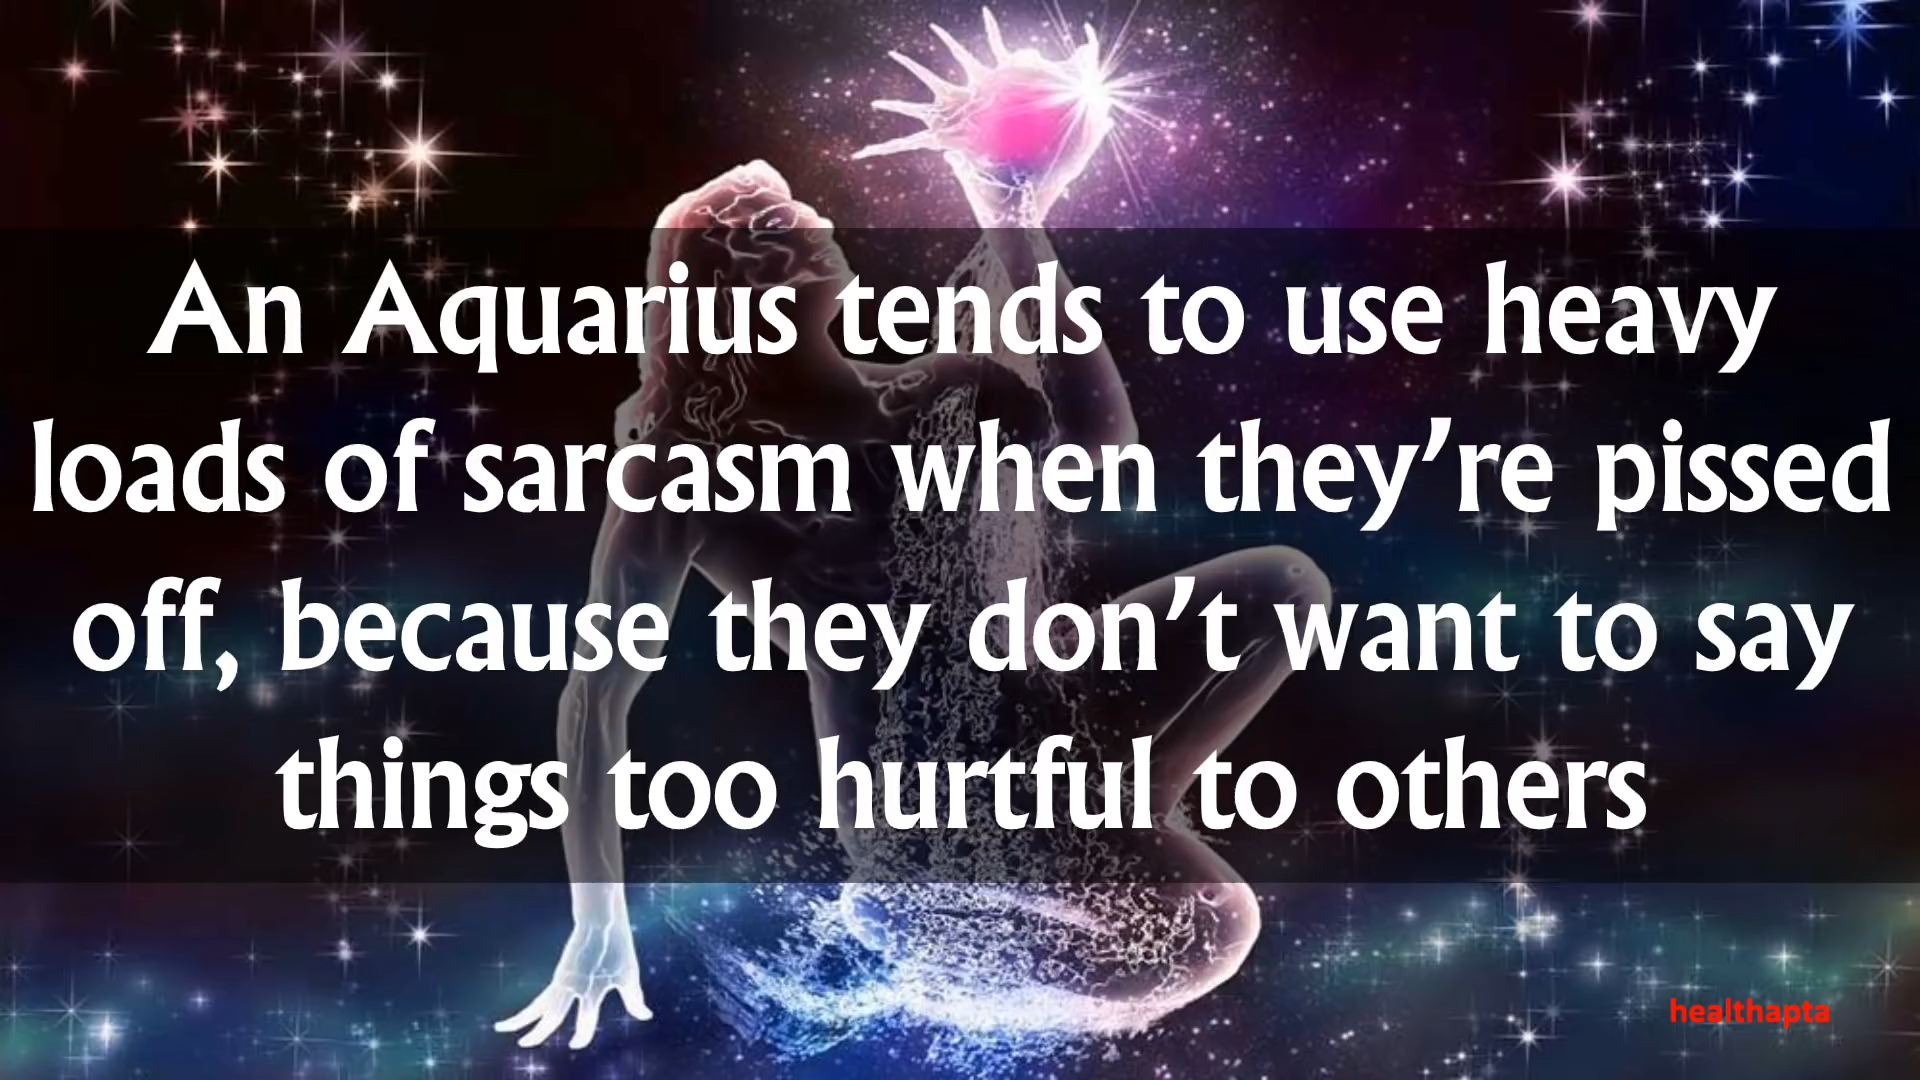 An Aquarius tends to use heavy
loads of sarcasm when they’re pissed
off, because they don’t want to say
things too hurtful to others
healthapta